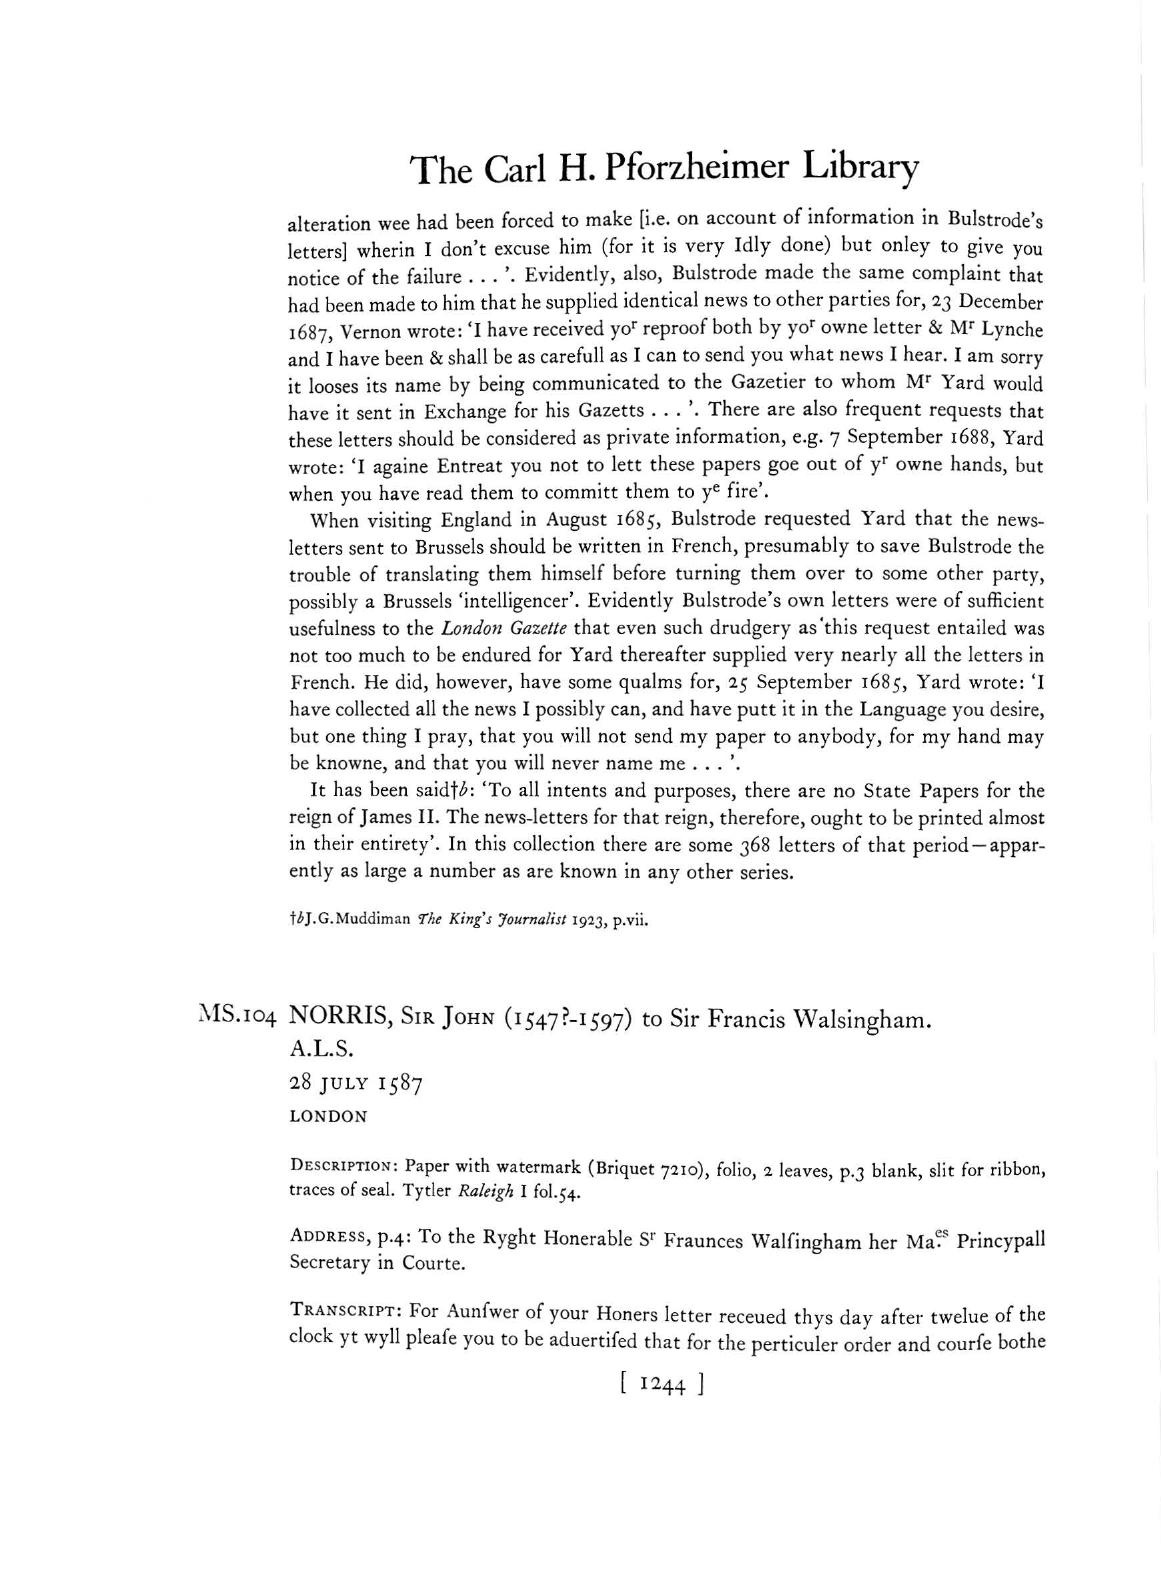 The Carl H. Pforzheimer Library
alteration wee had been forced to make [i.e. on account of information in Bulstrode's
letters] wherin I don't excuse him (for it is very Idly done) but onley to give you
notice of the failure . . . '. Evidently, also, Bulstrode made the same complaint that
had been made to him that he supplied identical news to other parties for, 23 December
1687, Vernon wrote: 'I have received yoʳ reproof both by yoʳ owne letter & Mʳ Lynche
and I have been & shall be as carefull as I can to send you what news I hear. I am sorry
it looses its name by being communicated to the Gazetier to whom Mʳ Yard would
have it sent in Exchange for his Gazetts . . . '. There are also frequent requests that
these letters should be considered as private information, e.g. 7 September 1688, Yard
wrote: 'I againe Entreat you not to lett these papers goe out of yʳ owne hands, but
when you have read them to committ them to yᵉ fire'.
When visiting England in August 1685, Bulstrode requested Yard that the news-
letters sent to Brussels should be written in French, presumably to save Bulstrode the
trouble of translating them himself before turning them over to some other party,
possibly a Brussels 'intelligencer'. Evidently Bulstrode's own letters were of sufficient
usefulness to the London Gazette that even such drudgery as this request entailed was
not too much to be endured for Yard thereafter supplied very nearly all the letters in
French. He did, however, have some qualms for, 25 September 1685, Yard wrote: 'I
have collected all the news I possibly can, and have putt it in the Language you desire,
but one thing I pray, that you will not send my paper to anybody, for my hand may
be knowne, and that you will never name me . . . '.
It has been said†b: 'To all intents and purposes, there are no State Papers for the
reign of James II. The news-letters for that reign, therefore, ought to be printed almost
in their entirety'. In this collection there are some 368 letters of that period—appar-
ently as large a number as are known in any other series.
†bJ.G.Muddiman The King's Journalist 1923, p.vii.
MS.104 NORRIS, Sir John (1547?-1597) to Sir Francis Walsingham.
A.L.S.
28 JULY 1587
LONDON
Description: Paper with watermark (Briquet 7210), folio, 2 leaves, p.3 blank, slit for ribbon,
traces of seal. Tytler Raleigh I fol.54.
Address, p.4: To the Ryght Honerable Sʳ Fraunces Walſingham her Ma.ᵉˢ Princypall
Secretary in Courte.
Transcript: For Aunſwer of your Honers letter receued thys day after twelue of the
clock yt wyll pleaſe you to be aduertiſed that for the perticuler order and courſe bothe
[ 1244 ]